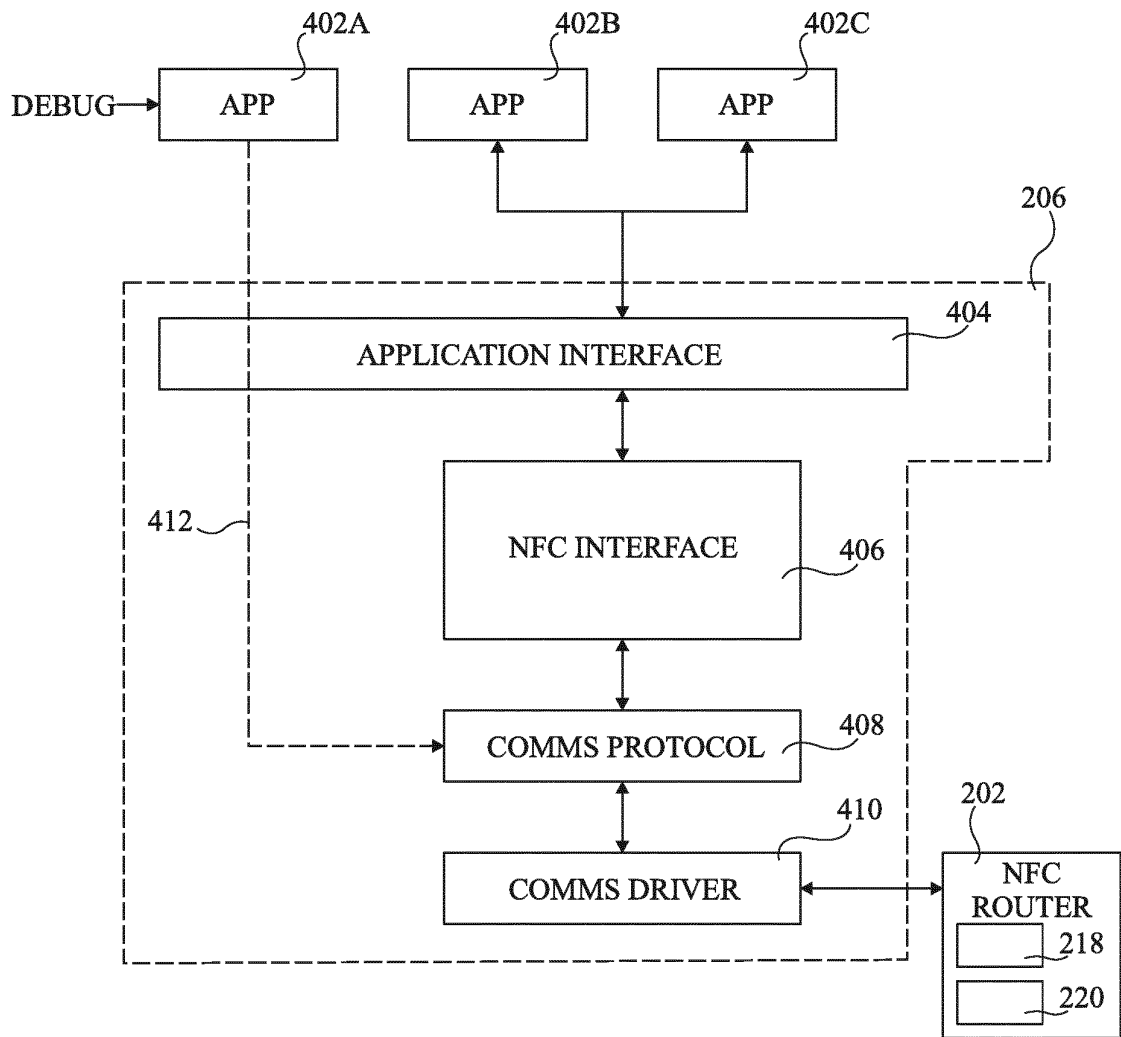 402A
402B
402C
DEBUG
APP
APP
APP
206
404
APPLICATION INTERFACE
412
NFC INTERFACE
406
COMMS PROTOCOL
408
410
202
COMMS DRIVER
NFC
ROUTER
218
220